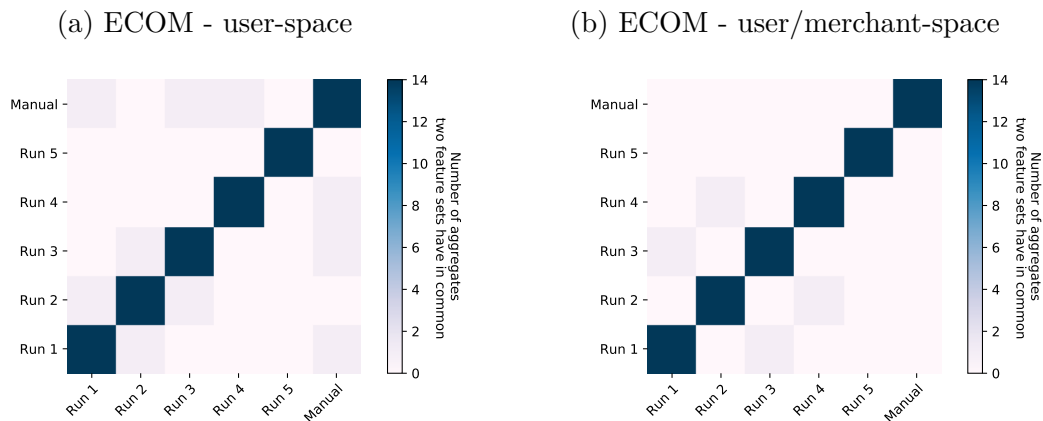 (a) ECOM - user-space
Manual
Run 5
Run 4
Run 3
Run 2
Run 1
Run 1
Run 2
Run 3
Run 4
Run 5
Manual
14
12
10
8
6
4
2
0
Number of aggregates
two feature sets have in common
(b) ECOM - user/merchant-space
Manual
Run 5
Run 4
Run 3
Run 2
Run 1
Run 1
Run 2
Run 3
Run 4
Run 5
Manual
14
12
10
8
6
4
2
0
Number of aggregates
two feature sets have in common